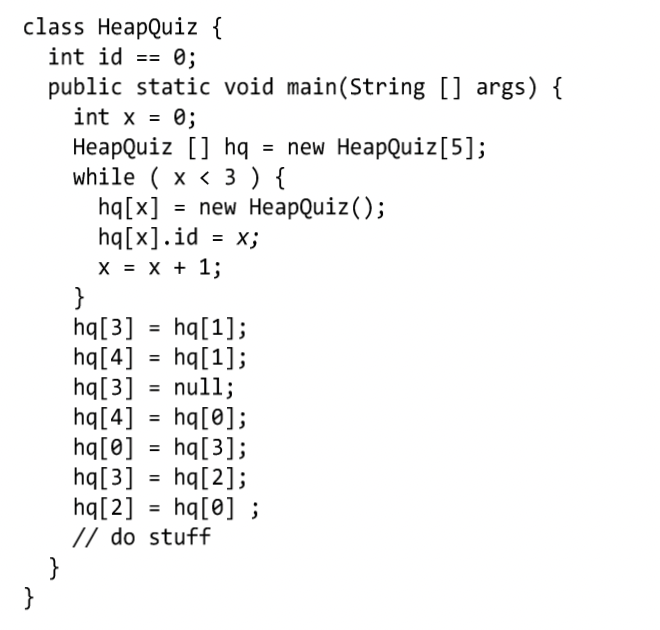 class HeapQuiz {
int id == 0;
public static void main(String [] args) {
int x = 0;
HeapQuiz [] hq = new HeapQuiz[5];
while ( x < 3 ) {
hq[x] = new HeapQuiz();
hq[x].id = x;
x = x + 1;
}
hq[3] = hq[1];
hq[4] = hq[1];
hq[3] = null;
hq[4] = hq[0];
hq[0] = hq[3];
hq[3] = hq[2];
hq[2] = hq[0] ;
// do stuff
}
}